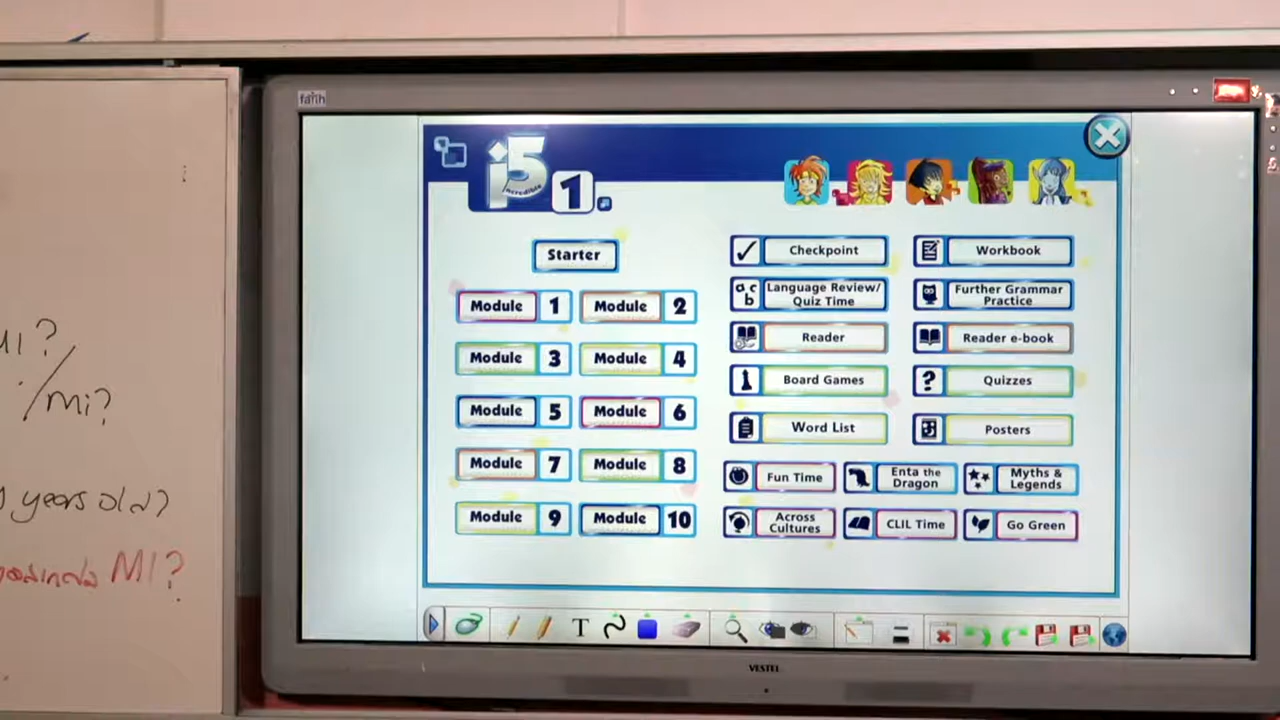 fatih
i5
incredible
1
Starter
Module 1
Module 2
Module 3
Module 4
Module 5
Module 6
Module 7
Module 8
Module 9
Module 10
Checkpoint
Workbook
Language Review/
Quiz Time
Further Grammar
Practice
Reader
Reader e-book
Board Games
Quizzes
Word List
Posters
Fun Time
Enta the
Dragon
Myths &
Legends
Across
Cultures
CLIL Time
Go Green
T
VESTEL
mı?
/mi?
years old?
MI?